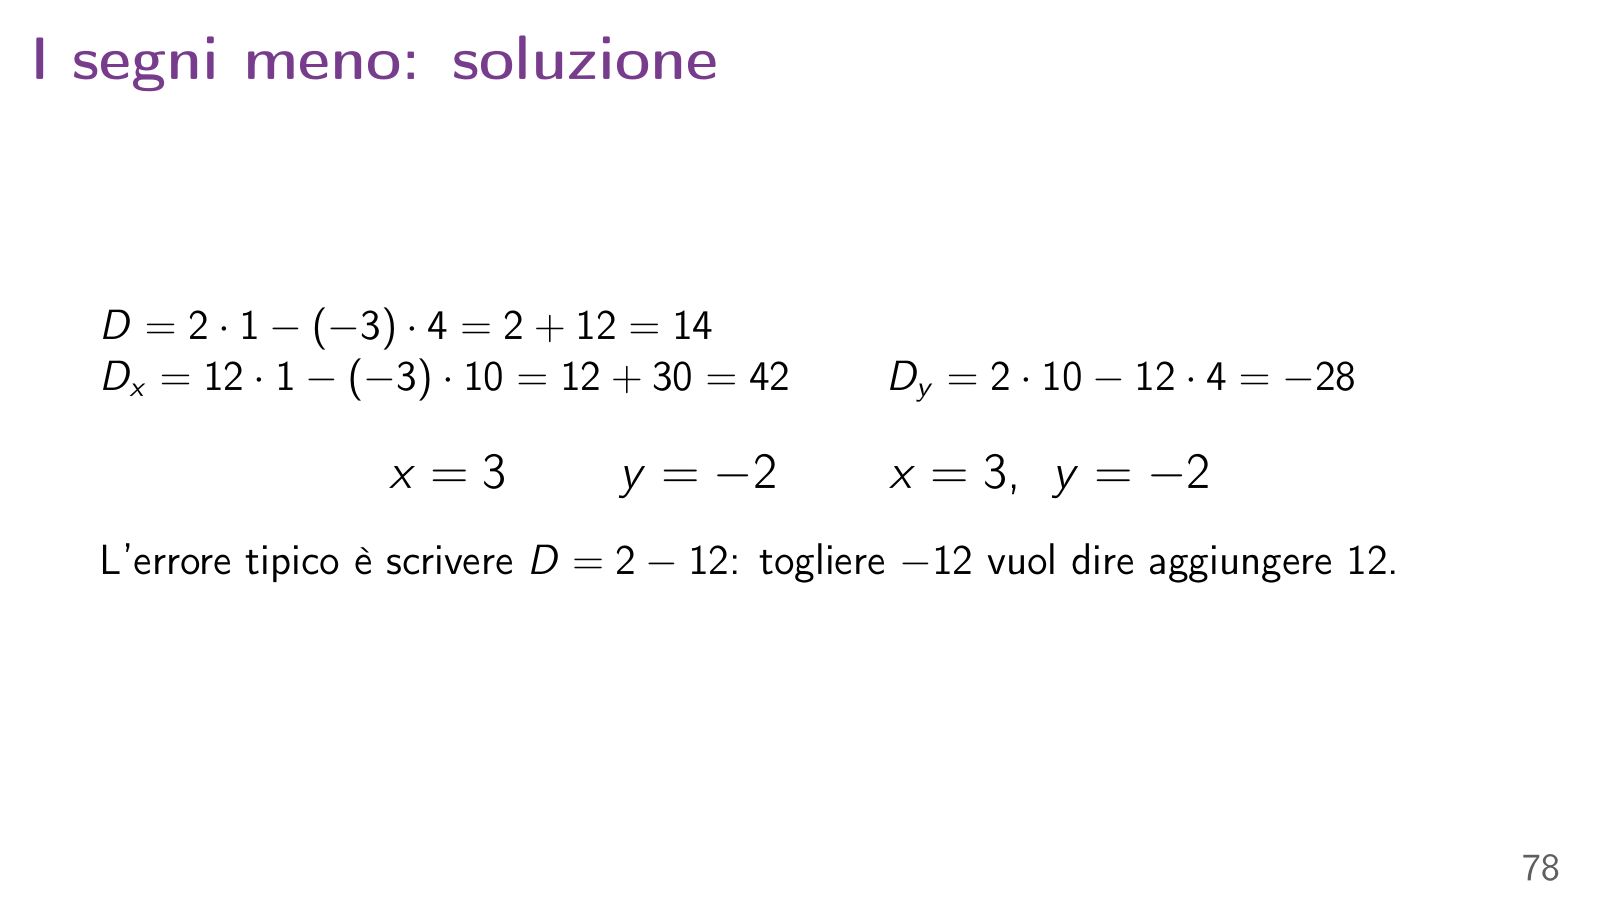 I segni meno: soluzione
D = 2 · 1 − (−3) · 4 = 2 + 12 = 14
Dₓ = 12 · 1 − (−3) · 10 = 12 + 30 = 42 D_y = 2 · 10 − 12 · 4 = −28
x = 3 y = −2 x = 3, y = −2
L'errore tipico è scrivere D = 2 − 12: togliere −12 vuol dire aggiungere 12.
78